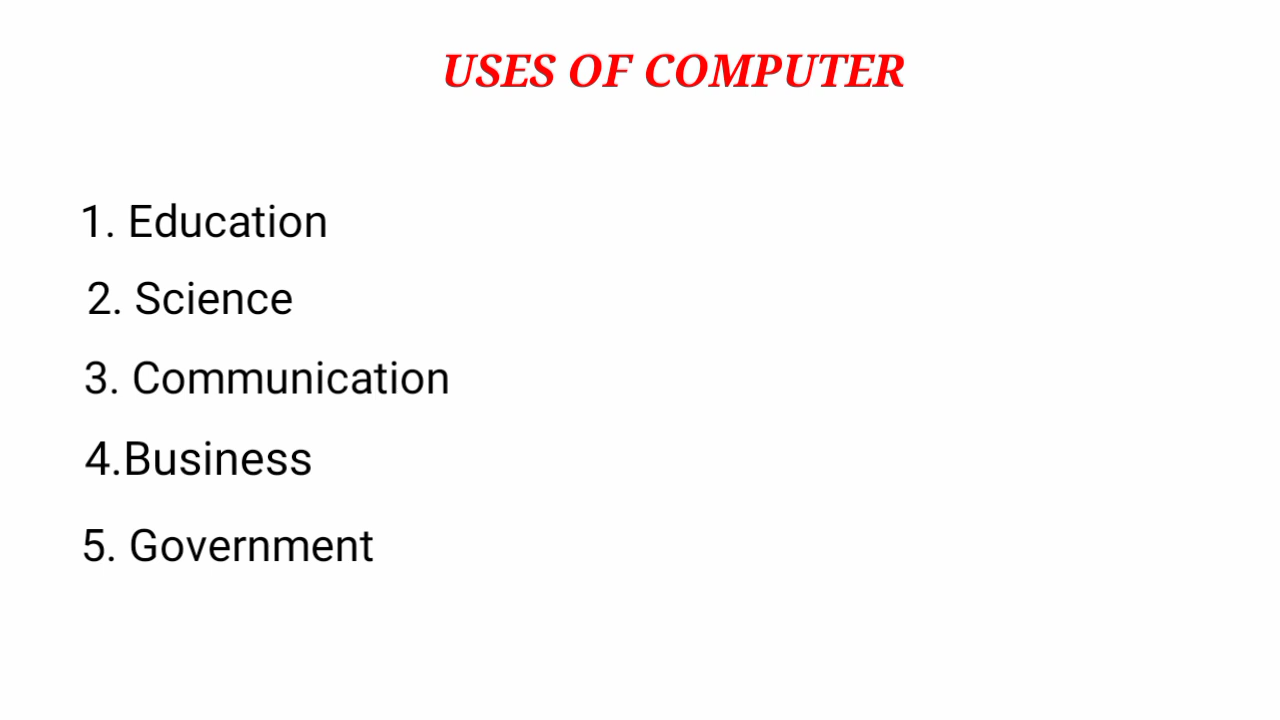 USES OF COMPUTER
1. Education
2. Science
3. Communication
4.Business
5. Government